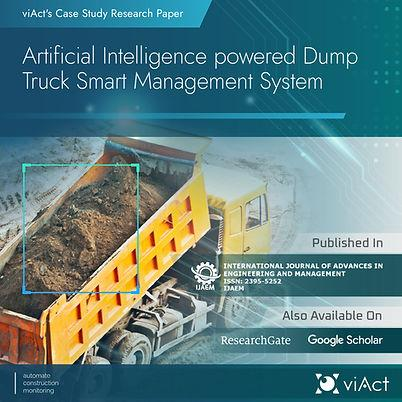 viAct's Case Study Research Paper
Artificial Intelligence powered Dump
Truck Smart Management System
Published In
INTERNATIONAL JOURNAL OF ADVANCES IN
ENGINEERING AND MANAGEMENT
ISSN: 2395-5252
IJAEM
IJAEM
Also Available On
ResearchGate Google Scholar
automate
construction
monitoring
viAct